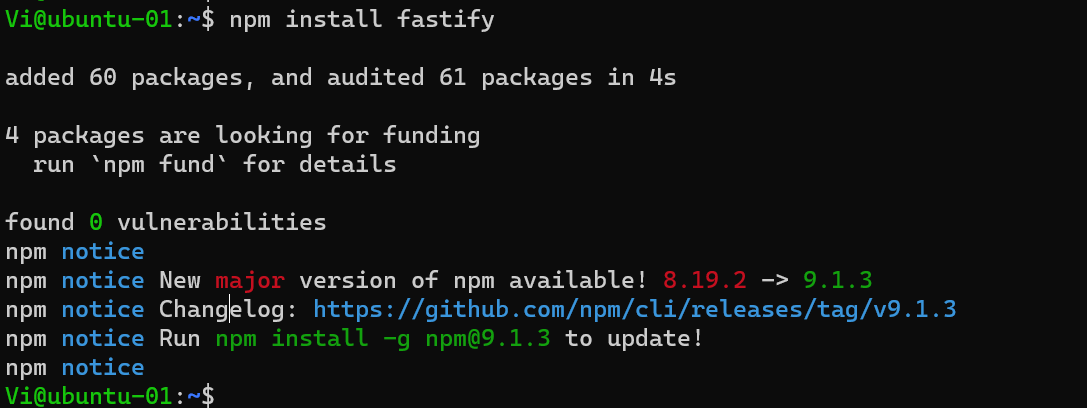 Vi@ubuntu-01:~$ npm install fastify
added 60 packages, and audited 61 packages in 4s
4 packages are looking for funding
  run `npm fund` for details
found 0 vulnerabilities
npm notice
npm notice New major version of npm available! 8.19.2 -> 9.1.3
npm notice Changelog: https://github.com/npm/cli/releases/tag/v9.1.3
npm notice Run npm install -g npm@9.1.3 to update!
npm notice
Vi@ubuntu-01:~$